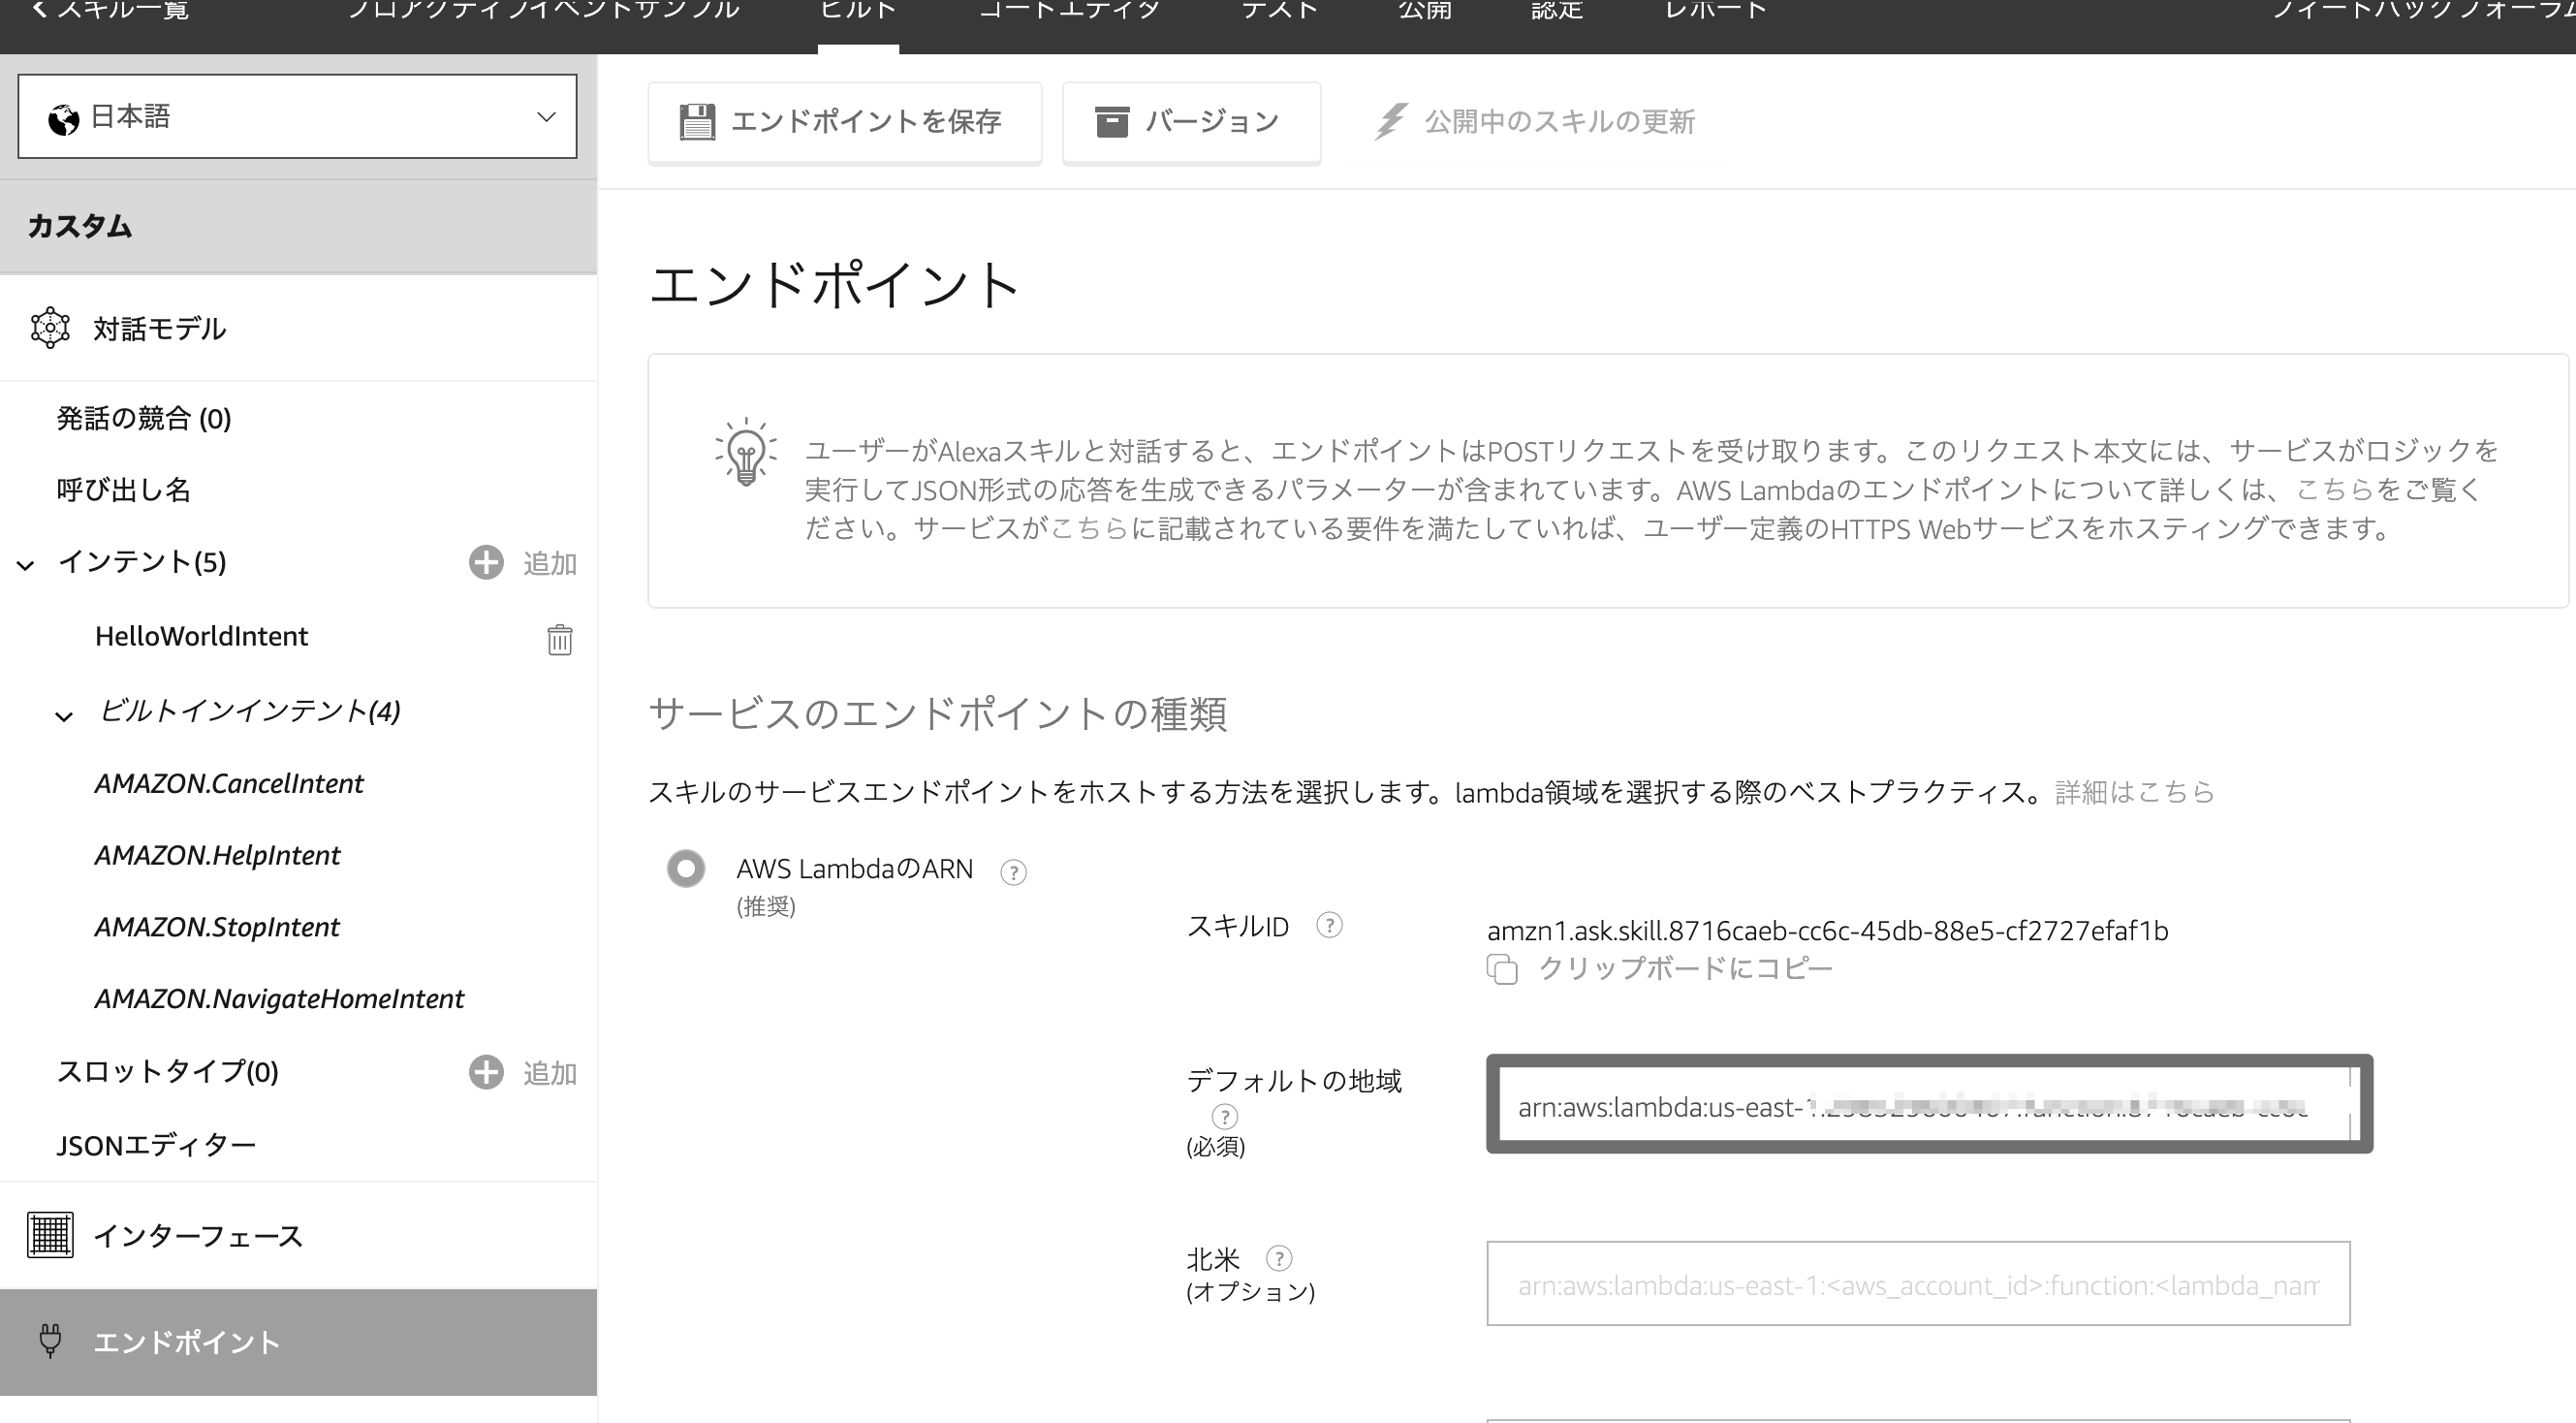 スキル一覧
プロアクティブイベントサンプル
ビルド
コードエディタ
テスト
公開
認定
レポート
フィードバックフォーラム
日本語
エンドポイントを保存
バージョン
公開中のスキルの更新
カスタム
対話モデル
発話の競合 (0)
呼び出し名
インテント(5)
追加
HelloWorldIntent
ビルトインインテント(4)
AMAZON.CancelIntent
AMAZON.HelpIntent
AMAZON.StopIntent
AMAZON.NavigateHomeIntent
スロットタイプ(0)
追加
JSONエディター
インターフェース
エンドポイント
エンドポイント
ユーザーがAlexaスキルと対話すると、エンドポイントはPOSTリクエストを受け取ります。このリクエスト本文には、サービスがロジックを
実行してJSON形式の応答を生成できるパラメーターが含まれています。AWS Lambdaのエンドポイントについて詳しくは、こちらをご覧く
ださい。サービスがこちらに記載されている要件を満たしていれば、ユーザー定義のHTTPS Webサービスをホスティングできます。
サービスのエンドポイントの種類
スキルのサービスエンドポイントをホストする方法を選択します。lambda領域を選択する際のベストプラクティス。詳細はこちら
AWS LambdaのARN
(推奨)
スキルID
amzn1.ask.skill.8716caeb-cc6c-45db-88e5-cf2727efaf1b
クリップボードにコピー
デフォルトの地域
(必須)
arn:aws:lambda:us-east-
北米
(オプション)
arn:aws:lambda:us-east-1:<aws_account_id>:function:<lambda_nam